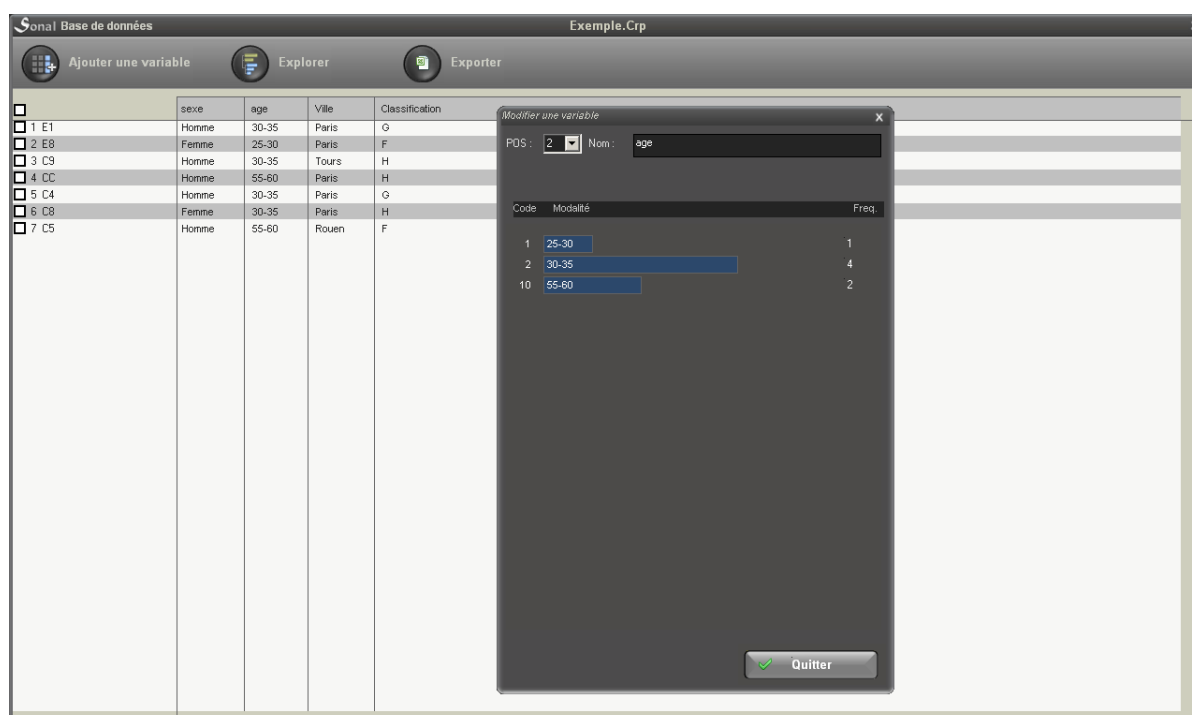 Sonal Base de données Exemple.Crp
Ajouter une variable Explorer Exporter
sexe age Ville Classification
1 E1 Homme 30-35 Paris G
2 E8 Femme 25-30 Paris F
3 C9 Homme 30-35 Tours H
4 CC Homme 55-60 Paris H
5 C4 Homme 30-35 Paris G
6 C8 Femme 30-35 Paris H
7 C5 Homme 55-60 Rouen F
Modifier une variable X
POS : 2 Nom : age
Code Modalité Freq.
1 25-30 1
2 30-35 4
10 55-60 2
Quitter